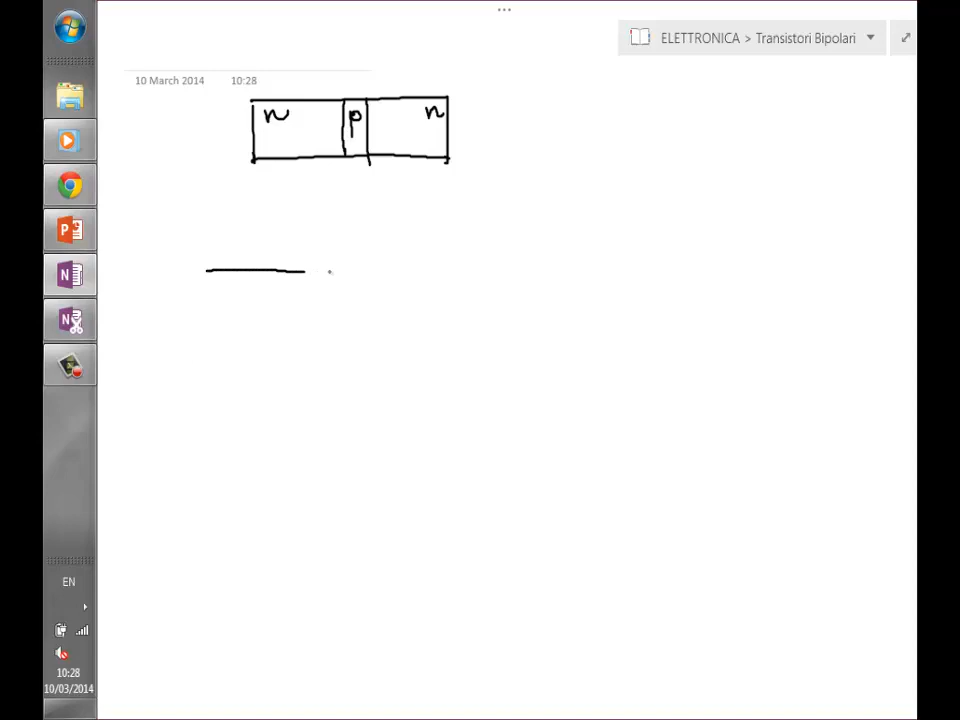 ELETTRONICA > Transistori Bipolari
10 March 2014 10:28
n p n
EN
10:28
10/03/2014